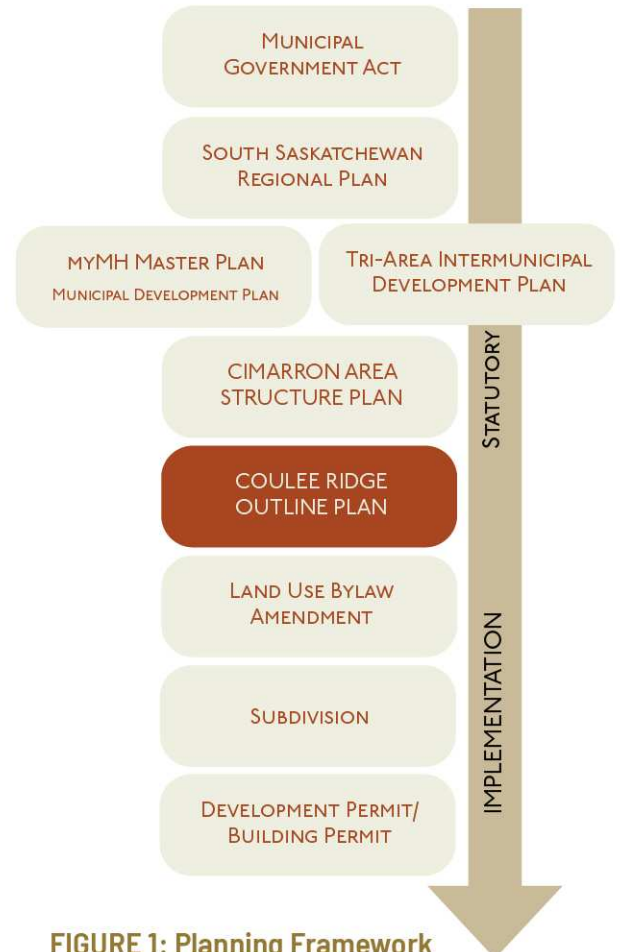 MUNICIPAL
GOVERNMENT ACT
SOUTH SASKATCHEWAN
REGIONAL PLAN
MYMH MASTER PLAN
MUNICIPAL DEVELOPMENT PLAN
TRI-AREA INTERMUNICIPAL
DEVELOPMENT PLAN
CIMARRON AREA
STRUCTURE PLAN
STATUTORY
COULEE RIDGE
OUTLINE PLAN
LAND USE BYLAW
AMENDMENT
SUBDIVISION
IMPLEMENTATION
DEVELOPMENT PERMIT/
BUILDING PERMIT
FIGURE 1: Planning Framework